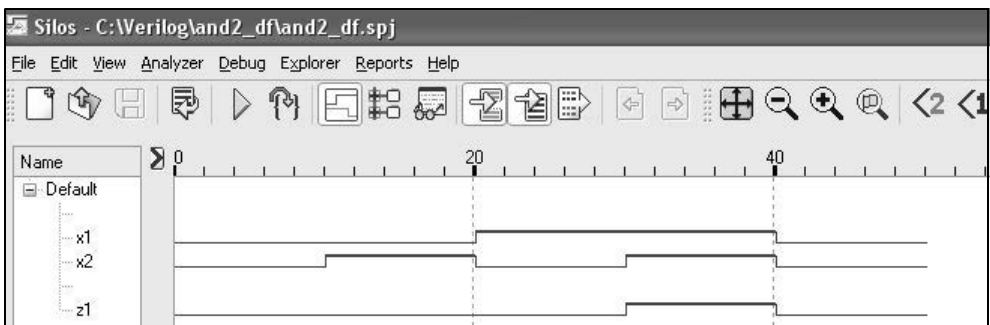 Silos - C:\Verilog\and2_df\and2_df.spj
File Edit View Analyzer Debug Explorer Reports Help
2 1
Name 0 20 40
Default
x1
x2
z1